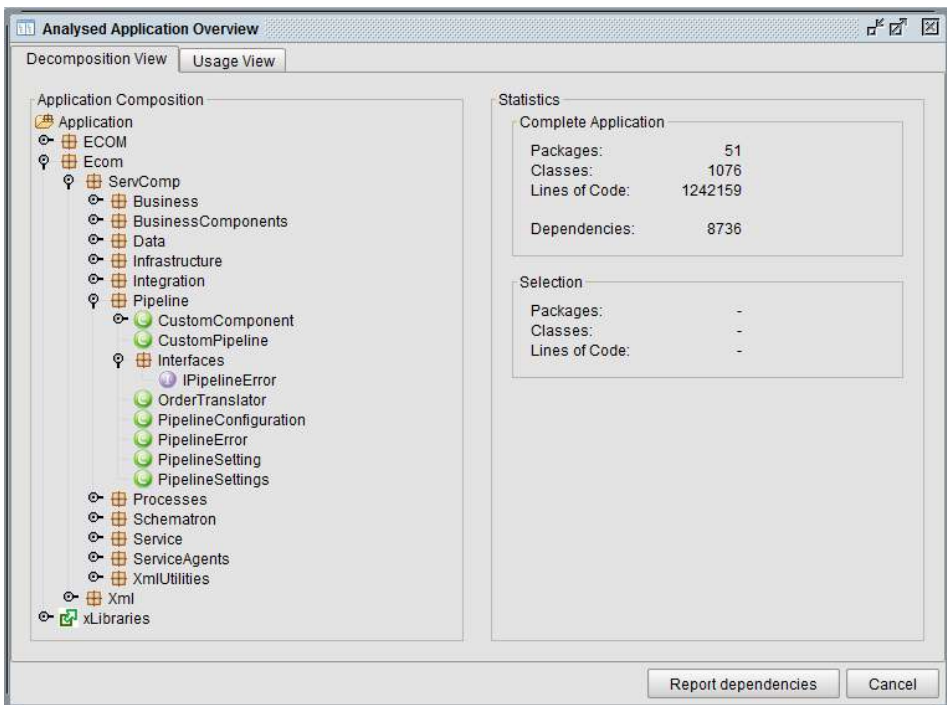 Analysed Application Overview
Decomposition View
Usage View
Application Composition
Application
ECOM
Ecom
ServComp
Business
BusinessComponents
Data
Infrastructure
Integration
Pipeline
C CustomComponent
C CustomPipeline
Interfaces
I IPipelineError
C OrderTranslator
C PipelineConfiguration
C PipelineError
C PipelineSetting
C PipelineSettings
Processes
Schematron
Service
ServiceAgents
XmlUtilities
Xml
xLibraries
Statistics
Complete Application
Packages: 51
Classes: 1076
Lines of Code: 1242159
Dependencies: 8736
Selection
Packages: -
Classes: -
Lines of Code: -
Report dependencies
Cancel